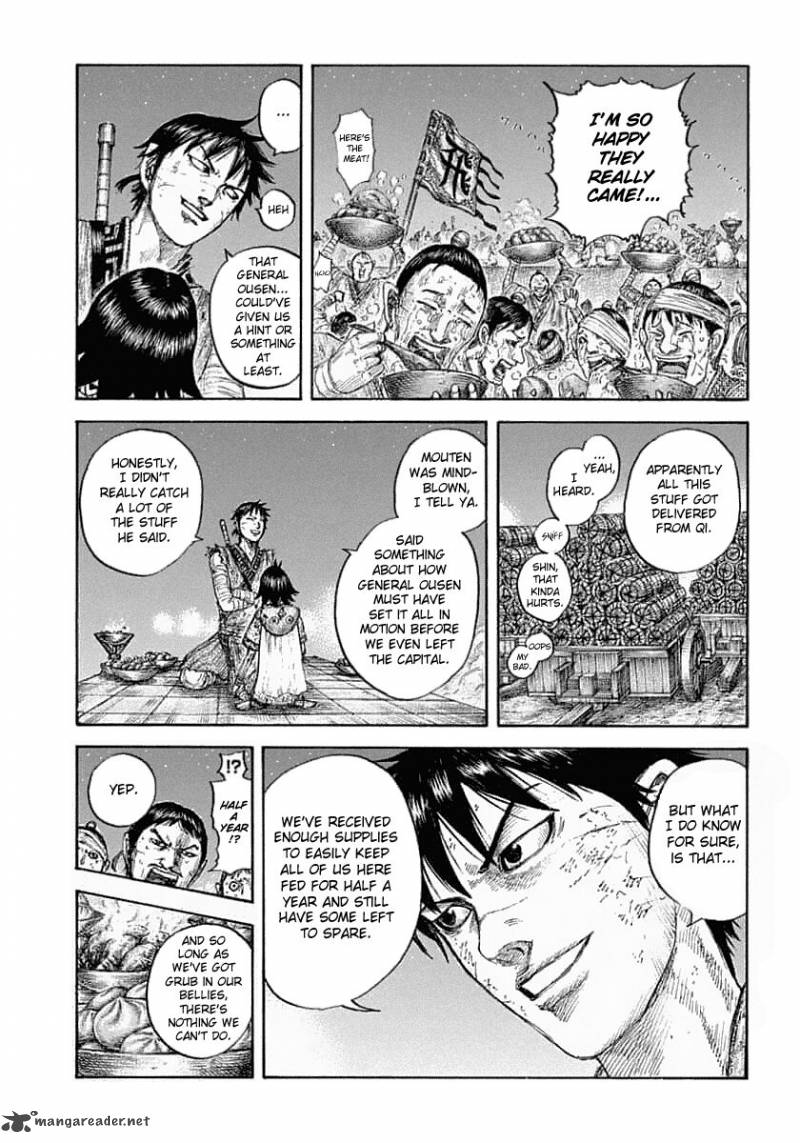 I'M SO
HAPPY
THEY
REALLY
CAME!...
HERE'S
THE
MEAT!
飛
...
HEH
THAT
GENERAL
OUSEN...
COULD'VE
GIVEN US
A HINT OR
SOMETHING
AT
LEAST.
APPARENTLY
ALL THIS
STUFF GOT
DELIVERED
FROM QI.
...
YEAH,
I
HEARD.
SHIN,
THAT
KINDA
HURTS.
OOPS
MY
BAD.
MOUTEN
WAS MIND-
BLOWN,
I TELL YA.
SAID
SOMETHING
ABOUT HOW
GENERAL OUSEN
MUST HAVE
SET IT ALL IN
MOTION BEFORE
WE EVEN LEFT
THE CAPITAL.
HONESTLY,
I DIDN'T
REALLY CATCH
A LOT OF
THE STUFF
HE SAID.
BUT WHAT
I DO KNOW
FOR SURE,
IS THAT...
WE'VE RECEIVED
ENOUGH SUPPLIES
TO EASILY KEEP
ALL OF US HERE
FED FOR HALF
A YEAR AND STILL
HAVE SOME LEFT
TO SPARE.
!?
HALF
A
YEAR!?
YEP.
AND SO
LONG AS
WE'VE GOT
GRUB IN OUR
BELLIES,
THERE'S
NOTHING WE
CAN'T DO.
mangareader.net